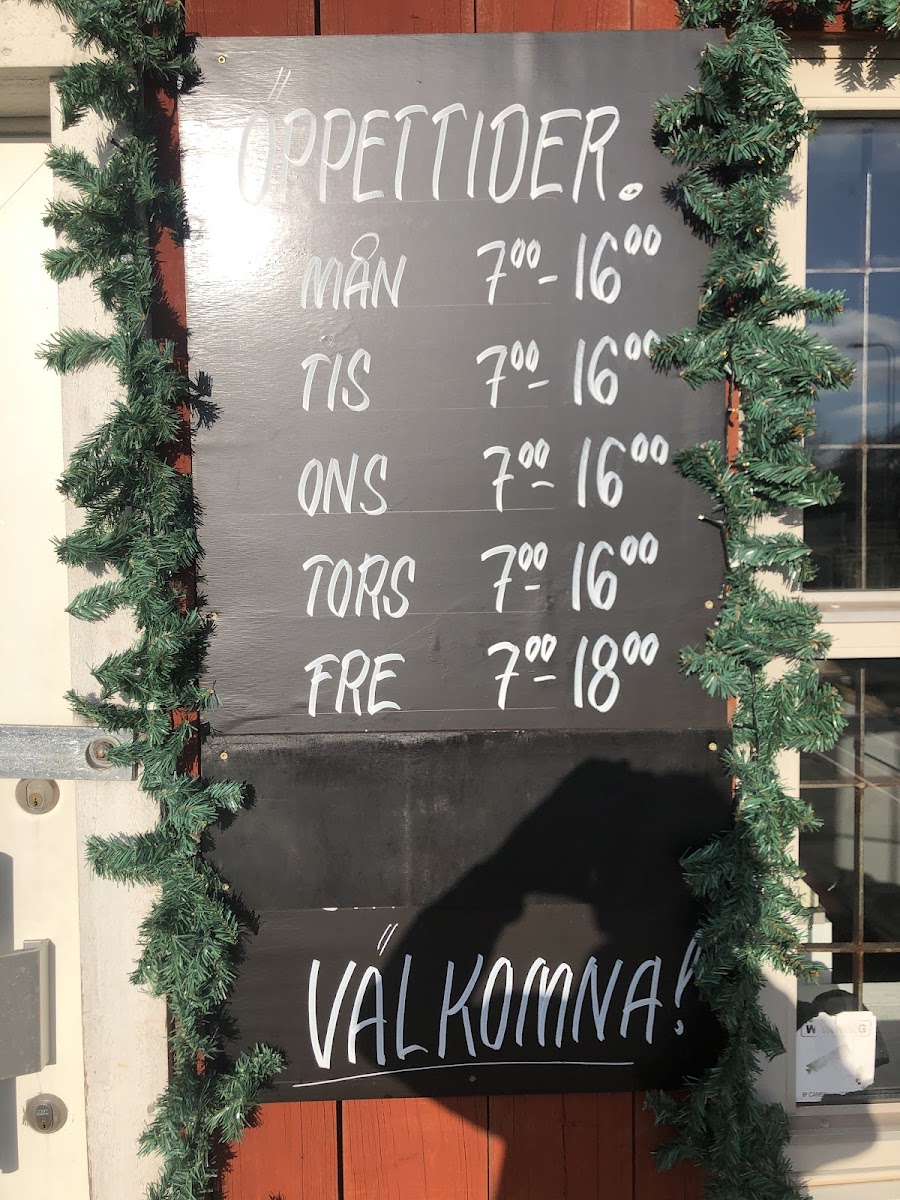 ÖPPETTIDER.
MÅN 7⁰⁰- 16⁰⁰
TIS 7⁰⁰- 16⁰⁰
ONS 7⁰⁰- 16⁰⁰
TORS 7⁰⁰- 16⁰⁰
FRE 7⁰⁰- 18⁰⁰
VÄLKOMNA!